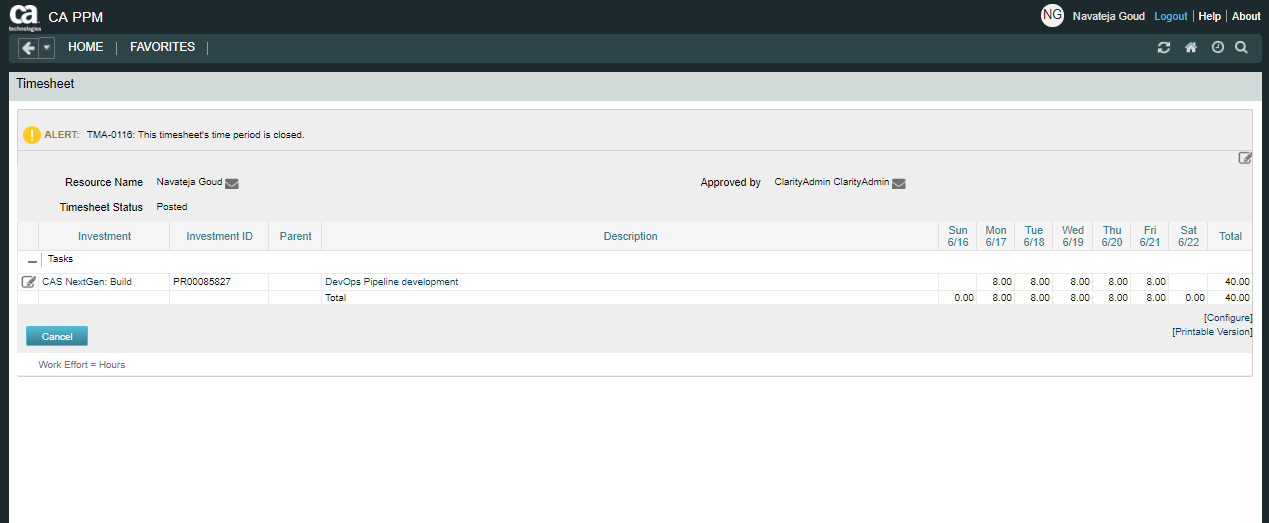 ca technologies CA PPM NG Navateja Goud Logout | Help | About
HOME | FAVORITES |
Timesheet
ALERT: TMA-0116: This timesheet's time period is closed.
Resource Name Navateja Goud Approved by ClarityAdmin ClarityAdmin
Timesheet Status Posted
Investment Investment ID Parent Description Sun 6/16 Mon 6/17 Tue 6/18 Wed 6/19 Thu 6/20 Fri 6/21 Sat 6/22 Total
Tasks
CAS NextGen: Build PR00085827 DevOps Pipeline development 8.00 8.00 8.00 8.00 8.00 40.00
Total 0.00 8.00 8.00 8.00 8.00 8.00 0.00 40.00
[Configure]
Cancel [Printable Version]
Work Effort = Hours